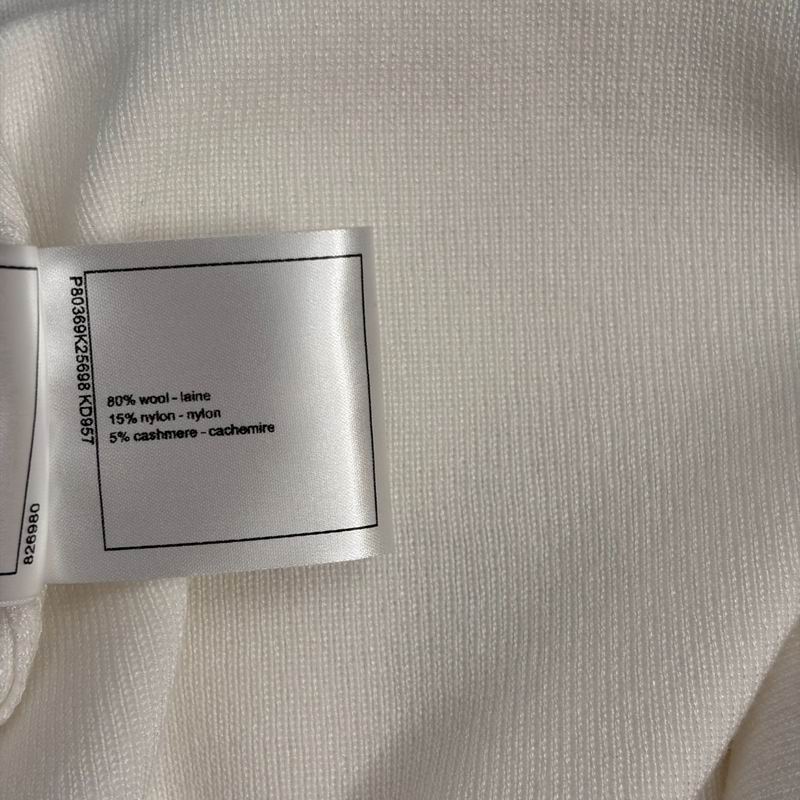 P80369K25698 KD957
80% wool - laine
15% nylon - nylon
5% cashmere - cachemire
826980